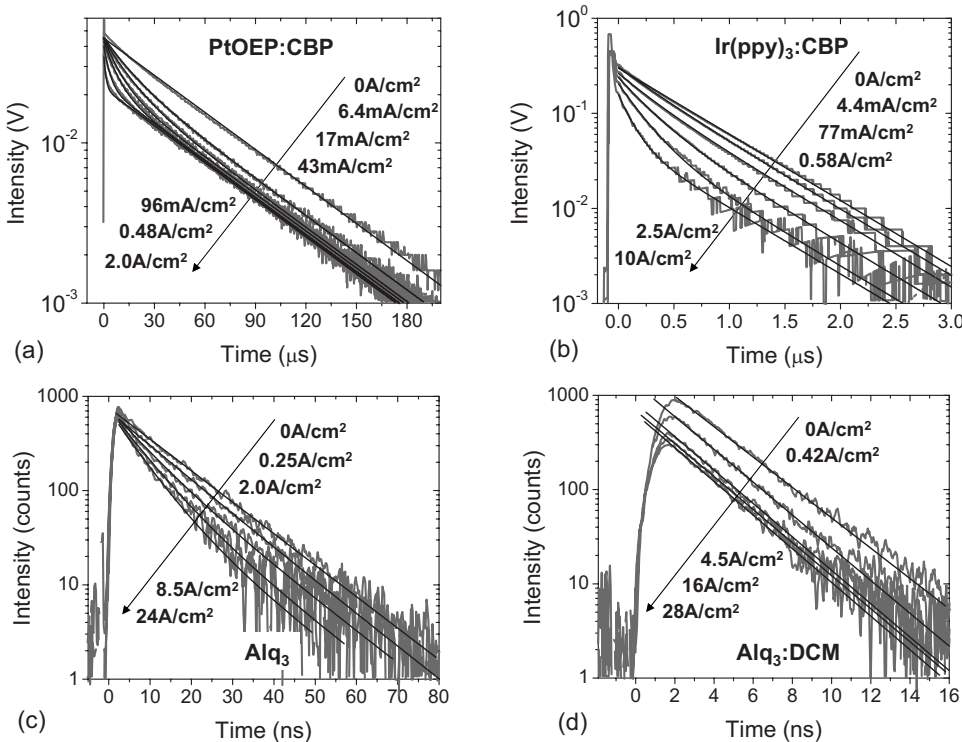 PtOEP:CBP
0A/cm²
6.4mA/cm²
17mA/cm²
43mA/cm²
96mA/cm²
0.48A/cm²
2.0A/cm²
Intensity (V)
10⁻²
10⁻³
0 30 60 90 120 150 180
Time (μs)
(a)
Ir(ppy)₃:CBP
0A/cm²
4.4mA/cm²
77mA/cm²
0.58A/cm²
2.5A/cm²
10A/cm²
Intensity (V)
10⁰
10⁻¹
10⁻²
10⁻³
0.0 0.5 1.0 1.5 2.0 2.5 3.0
Time (μs)
(b)
0A/cm²
0.25A/cm²
2.0A/cm²
8.5A/cm²
24A/cm²
Alq₃
Intensity (counts)
1000
100
10
1
0 10 20 30 40 50 60 70 80
Time (ns)
(c)
0A/cm²
0.42A/cm²
4.5A/cm²
16A/cm²
28A/cm²
Alq₃:DCM
Intensity (counts)
1000
100
10
1
0 2 4 6 8 10 12 14 16
Time (ns)
(d)